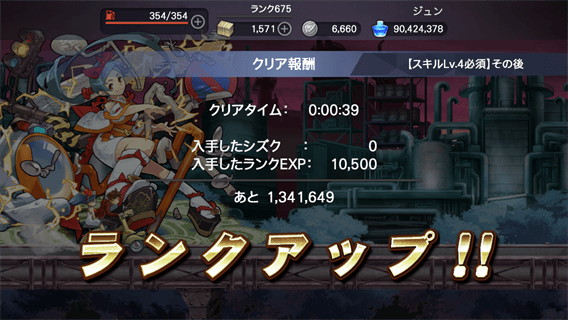 354/354
ランク675
1,571
6,660
ジュン
90,424,378
クリア報酬
【スキルLv.4必須】その後
クリアタイム: 0:00:39
入手したシズク : 0
入手したランクEXP: 10,500
あと 1,341,649
ランクアップ!!